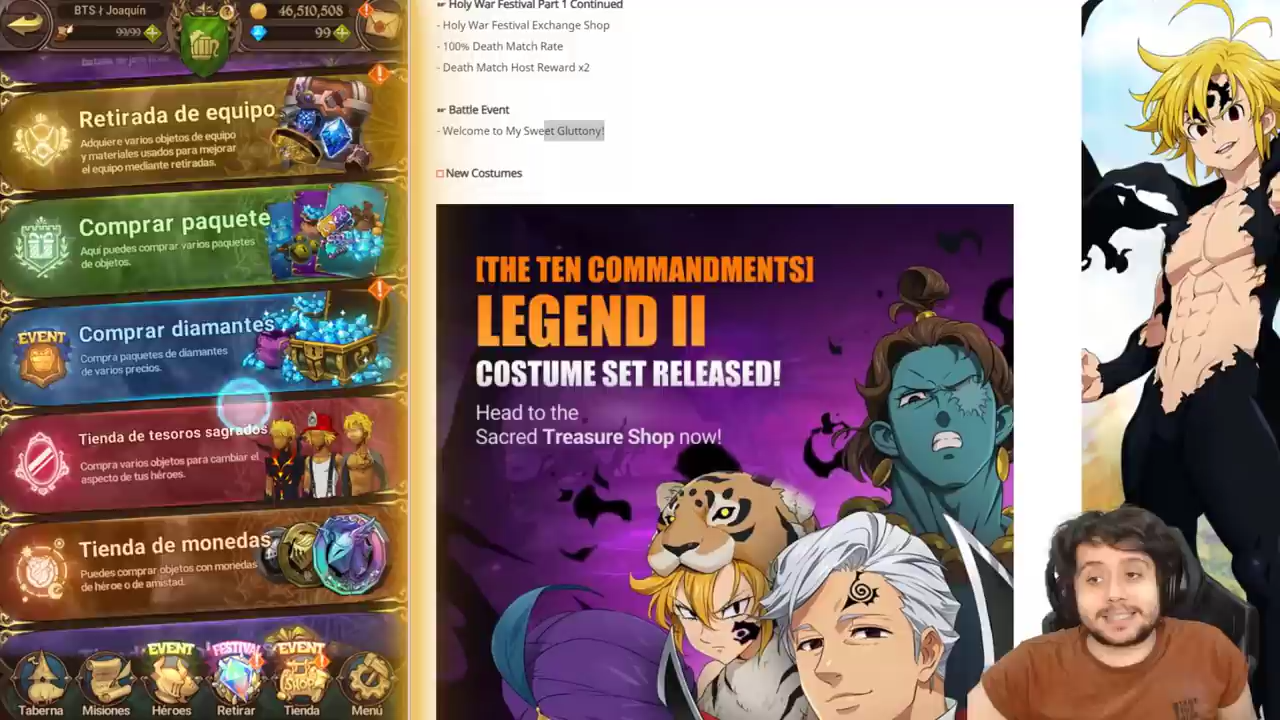 BTS ⟊ Joaquín
46,510,508
99/99
99
Retirada de equipo
Adquiere varios objetos de equipo
y materiales usados para mejorar
el equipo mediante retiradas.
Comprar paquete
Aquí puedes comprar varios paquetes
de objetos.
EVENT
Comprar diamantes
Compra paquetes de diamantes
de varios precios.
Tienda de tesoros sagrados
Compra varios objetos para cambiar el
aspecto de tus héroes.
Tienda de monedas
Puedes comprar objetos con monedas
de héroe o de amistad.
EVENT
FESTIVAL
EVENT
SHOP
Taberna
Misiones
Héroes
Retirar
Tienda
Menú
☛ Holy War Festival Part 1 Continued
- Holy War Festival Exchange Shop
- 100% Death Match Rate
- Death Match Host Reward x2
☛ Battle Event
- Welcome to My Sweet Gluttony!
□ New Costumes
[THE TEN COMMANDMENTS]
LEGEND II
COSTUME SET RELEASED!
Head to the
Sacred Treasure Shop now!